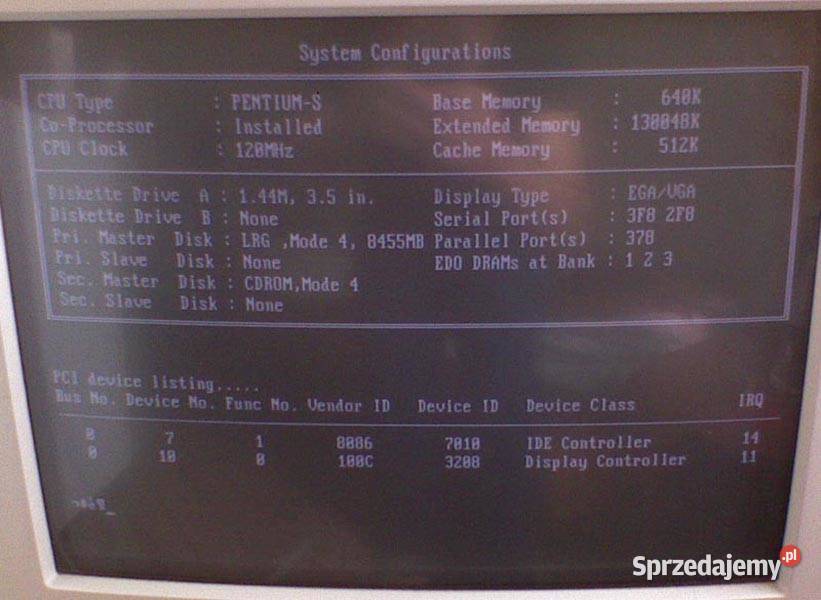 System Configurations
CPU Type : PENTIUM-S Base Memory : 640K
Co-Processor : Installed Extended Memory : 130048K
CPU Clock : 120MHz Cache Memory : 512K
Diskette Drive A : 1.44M, 3.5 in. Display Type : EGA/VGA
Diskette Drive B : None Serial Port(s) : 3F8 2F8
Pri. Master Disk : LRG ,Mode 4, 8455MB Parallel Port(s) : 378
Pri. Slave Disk : None EDO DRAMs at Bank : 1 2 3
Sec. Master Disk : CDROM,Mode 4
Sec. Slave Disk : None
PCI device listing.....
Bus No. Device No. Func No. Vendor ID Device ID Device Class IRQ
0 7 1 8086 7010 IDE Controller 14
0 10 0 100C 3208 Display Controller 11
Sprzedajemy.pl